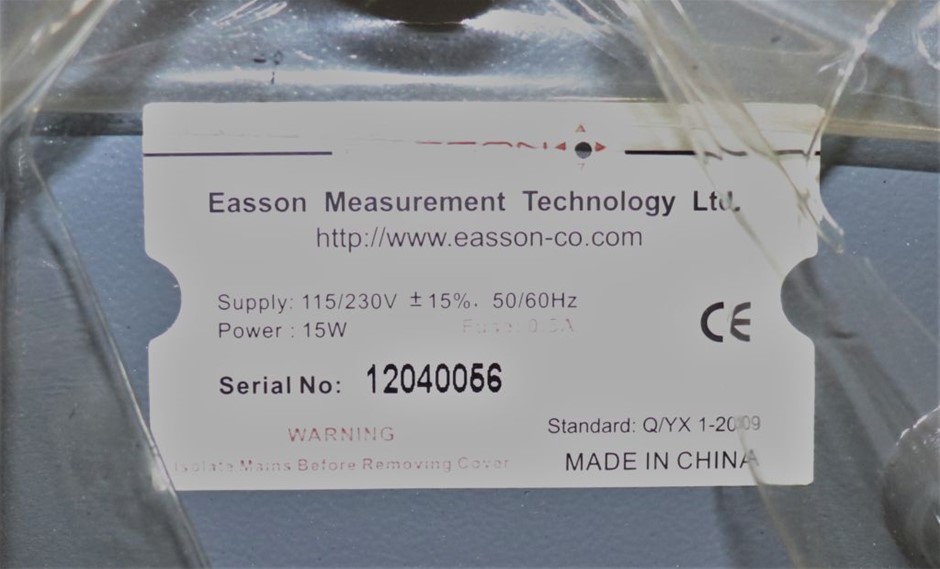 Easson Measurement Technology Ltd.
http://www.easson-co.com
Supply: 115/230V ±15%. 50/60Hz
Power : 15W
CE
Serial No: 12040056
Standard: Q/YX 1-2009
WARNING
Isolate Mains Before Removing Cover
MADE IN CHINA